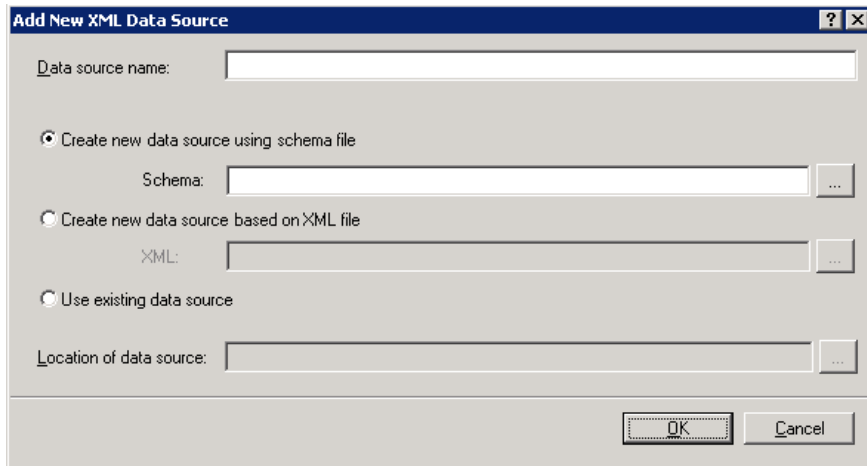 Add New XML Data Source
Data source name:
Create new data source using schema file
Schema:
...
Create new data source based on XML file
XML:
...
Use existing data source
Location of data source:
...
OK
Cancel